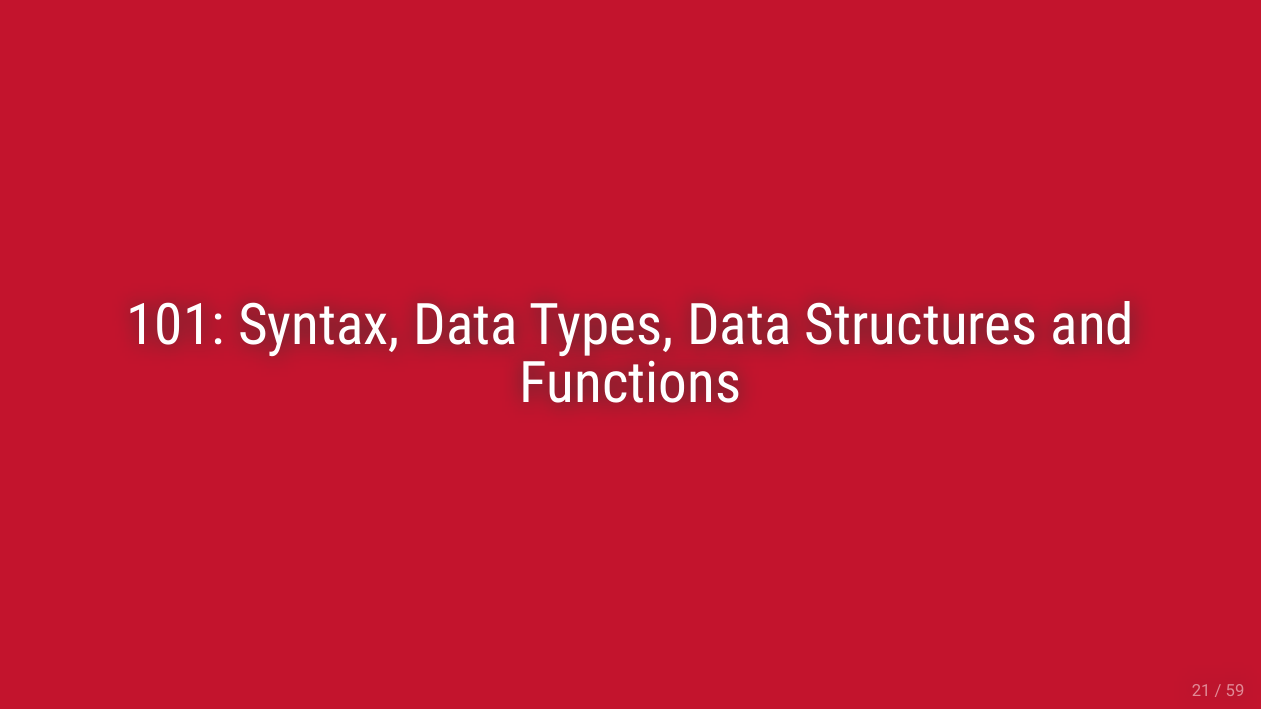 101: Syntax, Data Types, Data Structures and
Functions
21 / 59